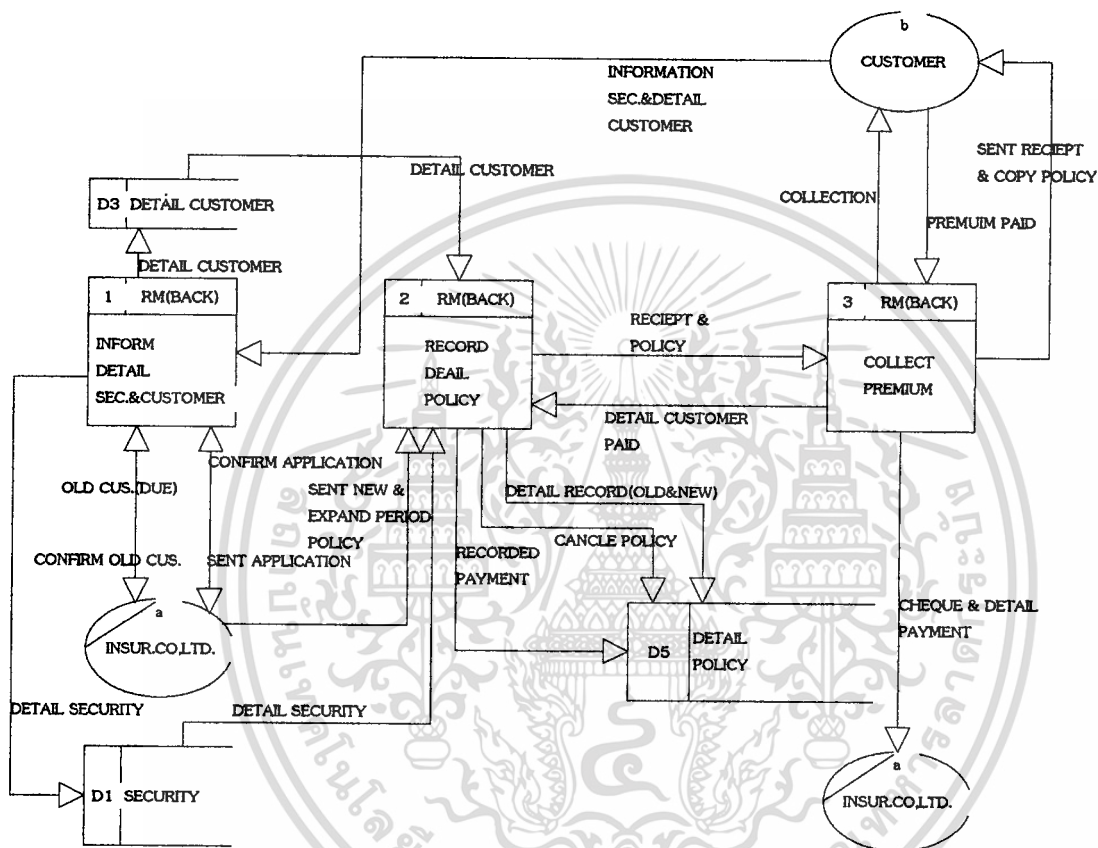 b
CUSTOMER
INFORMATION
SEC.&DETAIL
CUSTOMER
SENT RECIEPT
& COPY POLICY
DETAIL CUSTOMER
COLLECTION
PREMUIM PAID
D3 DETAIL CUSTOMER
DETAIL CUSTOMER
1 RM(BACK)
INFORM
DETAIL
SEC.&CUSTOMER
2 RM(BACK)
RECORD
DEAIL
POLICY
RECIEPT &
POLICY
3 RM(BACK)
COLLECT
PREMIUM
DETAIL CUSTOMER
PAID
OLD CUS.(DUE)
CONFIRM APPLICATION
SENT NEW &
EXPAND PERIOD
POLICY
DETAIL RECORD(OLD&NEW)
CANCLE POLICY
RECORDED
PAYMENT
CONFIRM OLD CUS.
SENT APPLICATION
a
INSUR.CO,LTD.
D5
DETAIL
POLICY
CHEQUE & DETAIL
PAYMENT
DETAIL SECURITY
DETAIL SECURITY
D1 SECURITY
a
INSUR.CO,LTD.